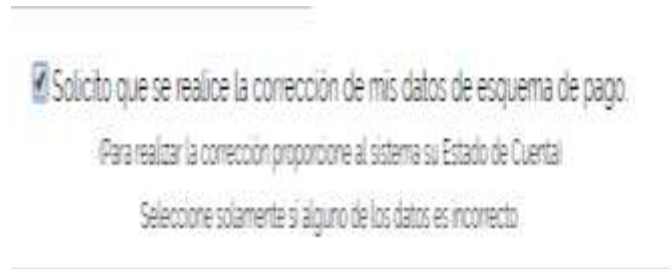 Solicito que se realice la corrección de mis datos de esquema de pago.
(Para realizar la corrección proporcione al sistema su Estado de Cuenta)
Seleccione solamente si alguno de los datos es incorrecto